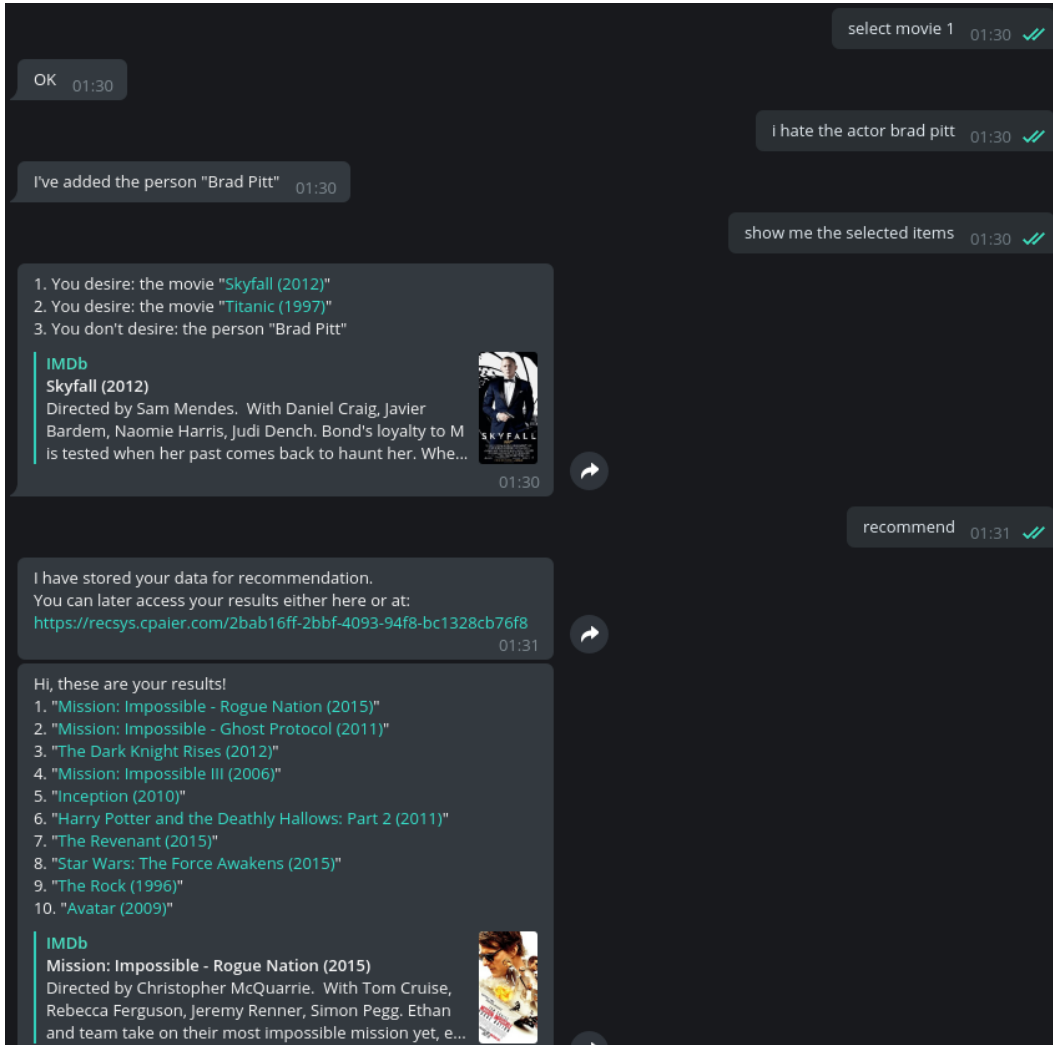 select movie 1 01:30
OK 01:30
i hate the actor brad pitt 01:30
I've added the person "Brad Pitt" 01:30
show me the selected items 01:30
1. You desire: the movie "Skyfall (2012)"
2. You desire: the movie "Titanic (1997)"
3. You don't desire: the person "Brad Pitt"
IMDb
Skyfall (2012)
Directed by Sam Mendes. With Daniel Craig, Javier
Bardem, Naomie Harris, Judi Dench. Bond's loyalty to M
is tested when her past comes back to haunt her. Whe...
SKYFALL
01:30
recommend 01:31
I have stored your data for recommendation.
You can later access your results either here or at:
https://recsys.cpaier.com/2bab16ff-2bbf-4093-94f8-bc1328cb76f8
01:31
Hi, these are your results!
1. "Mission: Impossible - Rogue Nation (2015)"
2. "Mission: Impossible - Ghost Protocol (2011)"
3. "The Dark Knight Rises (2012)"
4. "Mission: Impossible III (2006)"
5. "Inception (2010)"
6. "Harry Potter and the Deathly Hallows: Part 2 (2011)"
7. "The Revenant (2015)"
8. "Star Wars: The Force Awakens (2015)"
9. "The Rock (1996)"
10. "Avatar (2009)"
IMDb
Mission: Impossible - Rogue Nation (2015)
Directed by Christopher McQuarrie. With Tom Cruise,
Rebecca Ferguson, Jeremy Renner, Simon Pegg. Ethan
and team take on their most impossible mission yet, e...